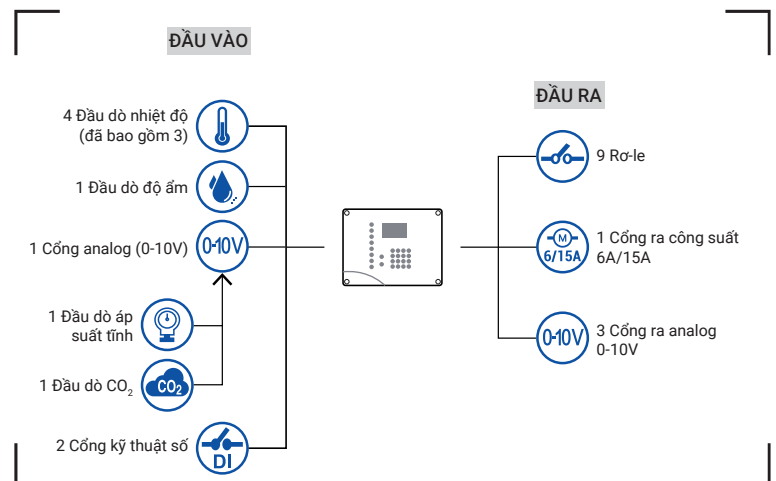 ĐẦU VÀO
4 Đầu dò nhiệt độ
(đã bao gồm 3)
1 Đầu dò độ ẩm
1 Cổng analog (0-10V)
0-10V
1 Đầu dò áp
suất tĩnh
1 Đầu dò CO₂
CO₂
2 Cổng kỹ thuật số
DI
ĐẦU RA
9 Rơ-le
M
6/15A
1 Cổng ra công suất
6A/15A
0-10V
3 Cổng ra analog
0-10V